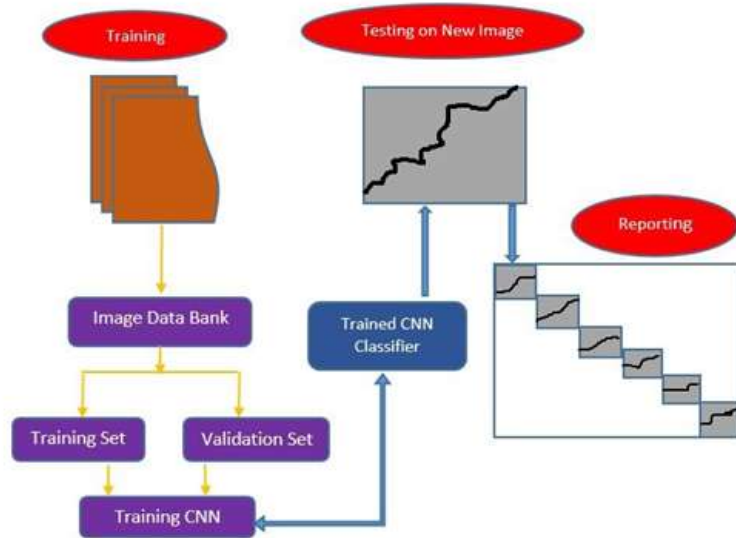 Training
Testing on New Image
Reporting
Image Data Bank
Trained CNN
Classifier
Training Set
Validation Set
Training CNN